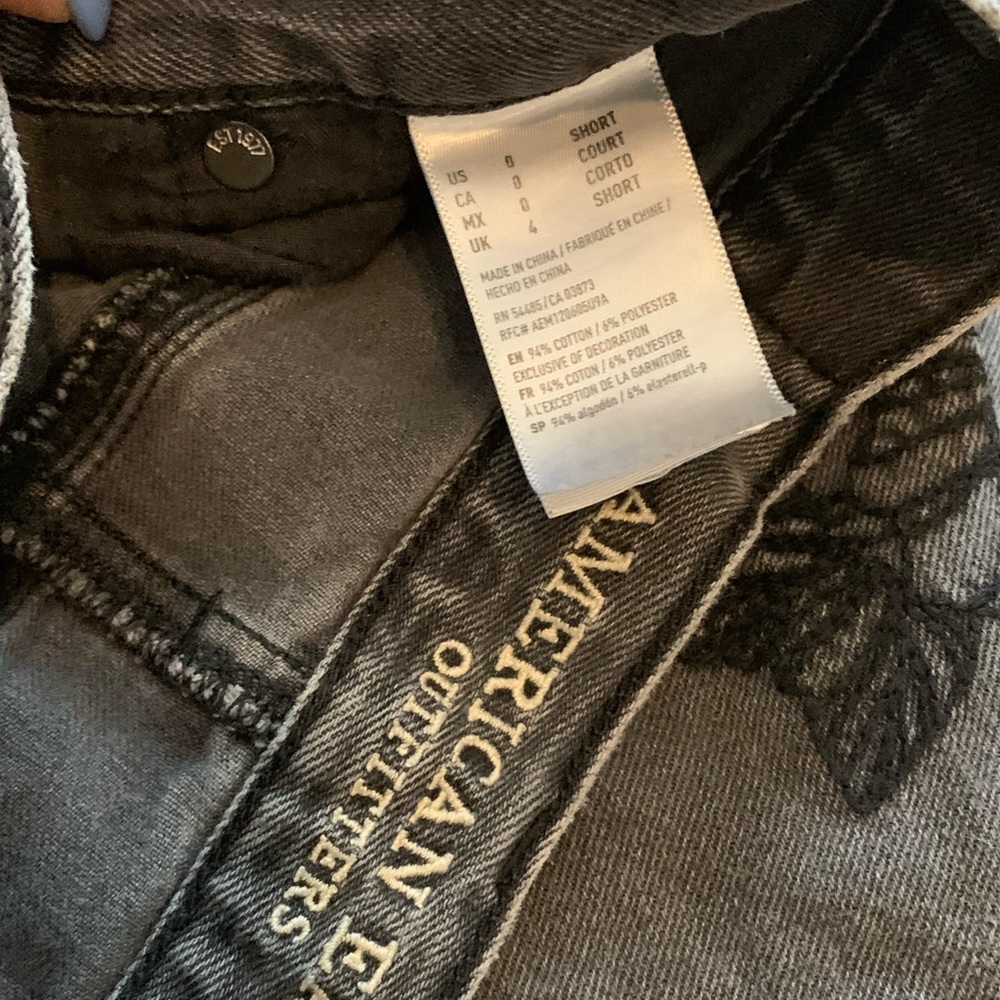 EST 1977
US 0 SHORT
CA 0 COURT
MX 0 CORTO
UK 4 SHORT
MADE IN CHINA / FABRIQUÉ EN CHINE /
HECHO EN CHINA
RN 54485 / CA 03873
RFC# AEM120605U9A
EN 94% COTTON / 6% POLYESTER
EXCLUSIVE OF DECORATION
FR 94% COTON / 6% POLYESTER
À L'EXCEPTION DE LA GARNITURE
SP 94% algodón / 6% elasterell-p
AMERICAN E
OUTFITTERS